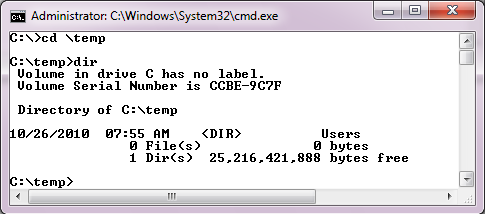 Administrator: C:\Windows\System32\cmd.exe
C:\>cd \temp
C:\temp>dir
Volume in drive C has no label.
Volume Serial Number is CCBE-9C7F
Directory of C:\temp
10/26/2010  07:55 AM    <DIR>          Users
0 File(s)              0 bytes
1 Dir(s)  25,216,421,888 bytes free
C:\temp>